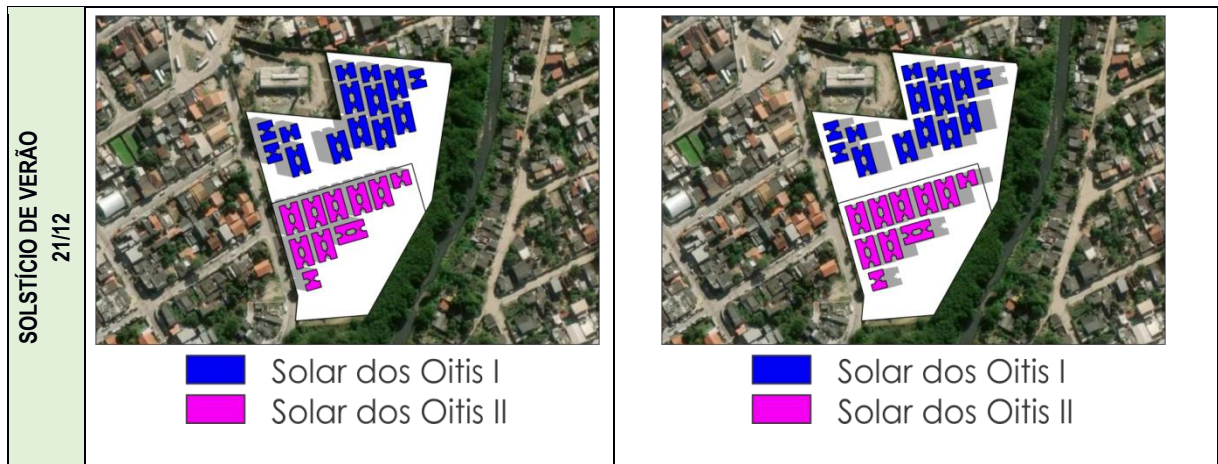 SOLSTÍCIO DE VERÃO
21/12
Solar dos Oitis I
Solar dos Oitis II
Solar dos Oitis I
Solar dos Oitis II